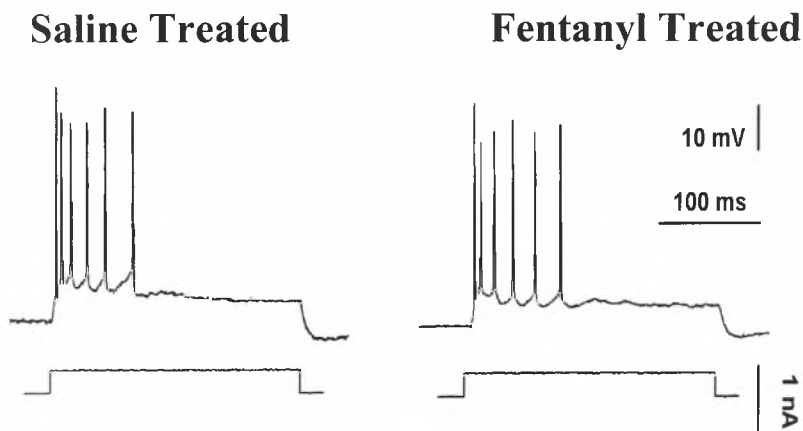 Saline Treated
Fentanyl Treated
10 mV
100 ms
1 nA